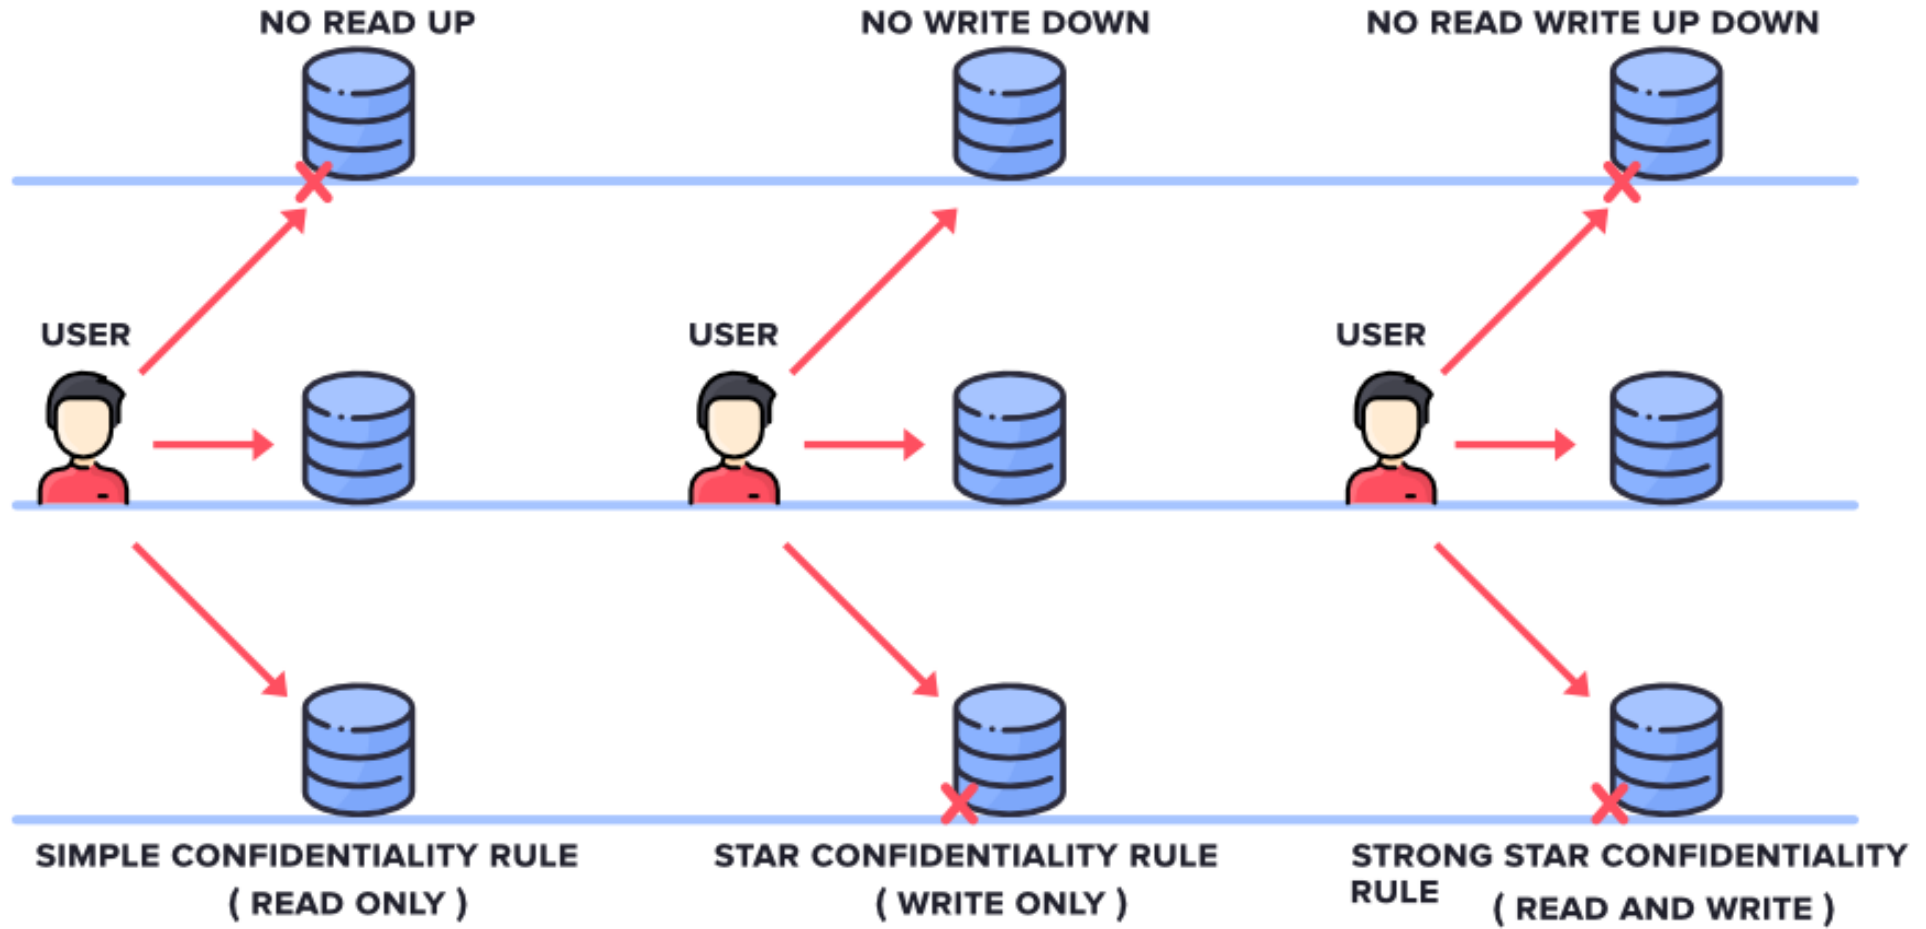 NO READ UP
NO WRITE DOWN
NO READ WRITE UP DOWN
USER
USER
USER
SIMPLE CONFIDENTIALITY RULE
( READ ONLY )
STAR CONFIDENTIALITY RULE
( WRITE ONLY )
STRONG STAR CONFIDENTIALITY
RULE
( READ AND WRITE )